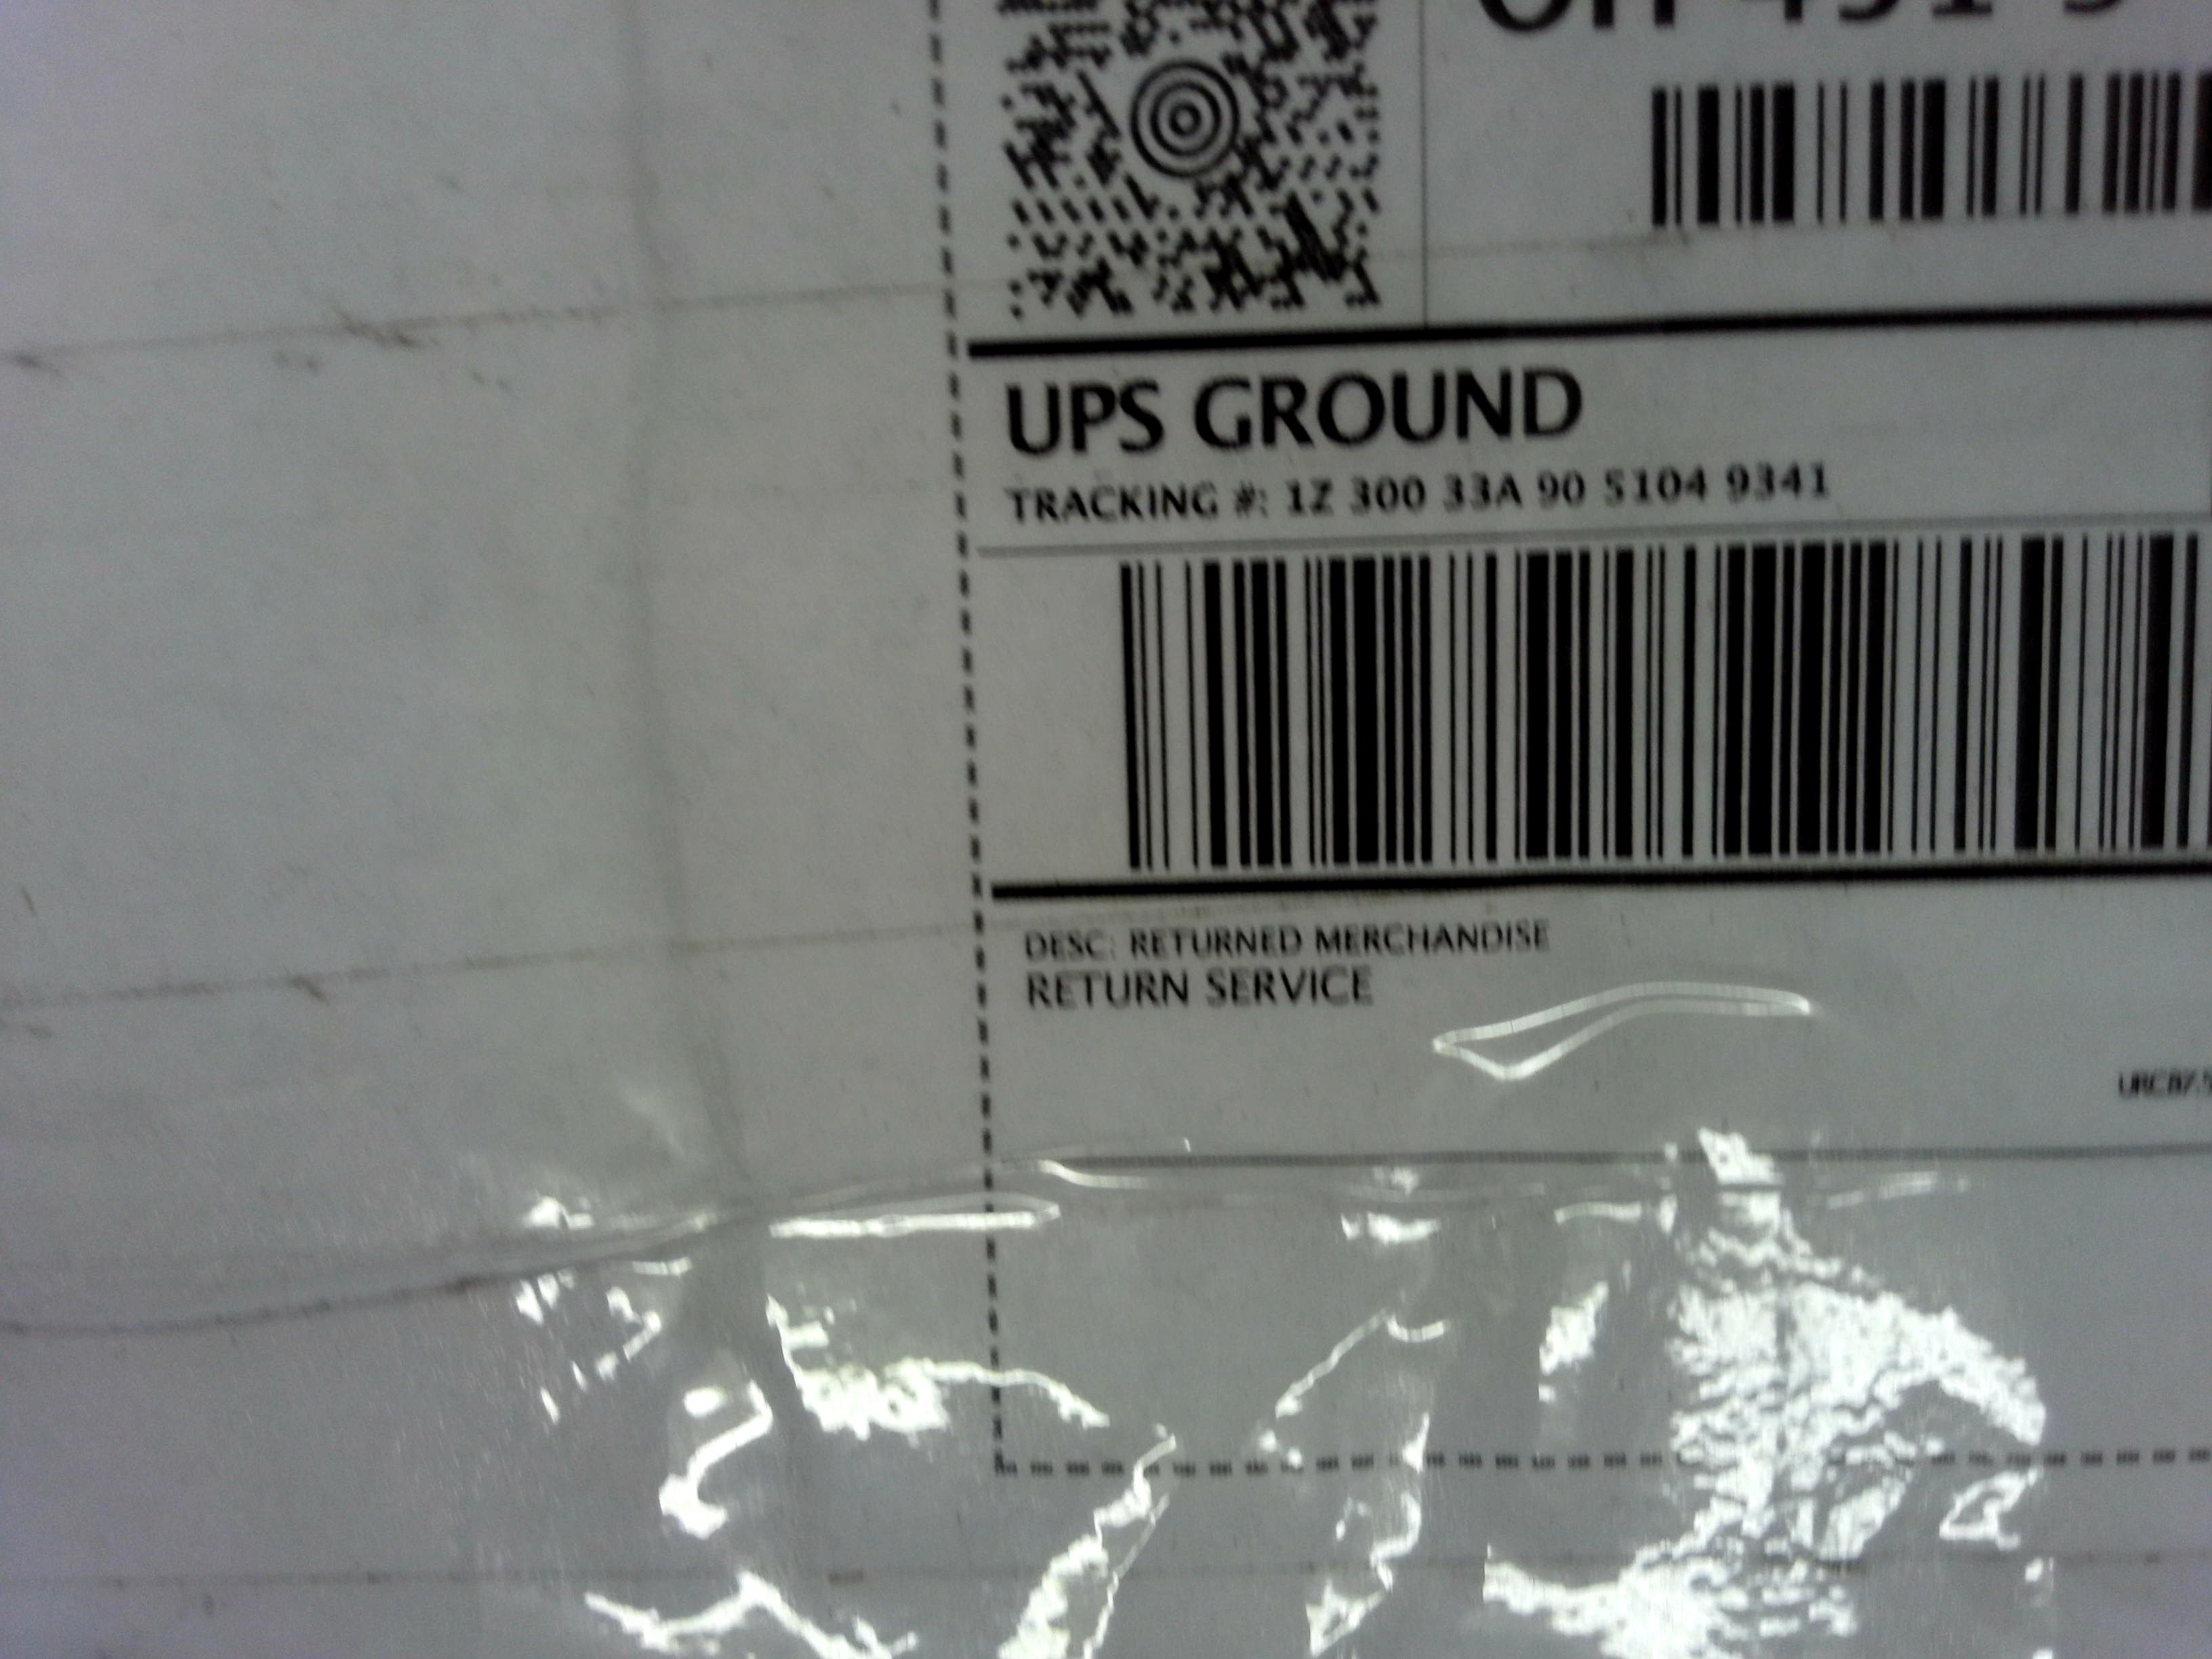 UPS GROUND
TRACKING #: 1Z 300 33A 90 5104 9341
DESC: RETURNED MERCHANDISE
RETURN SERVICE